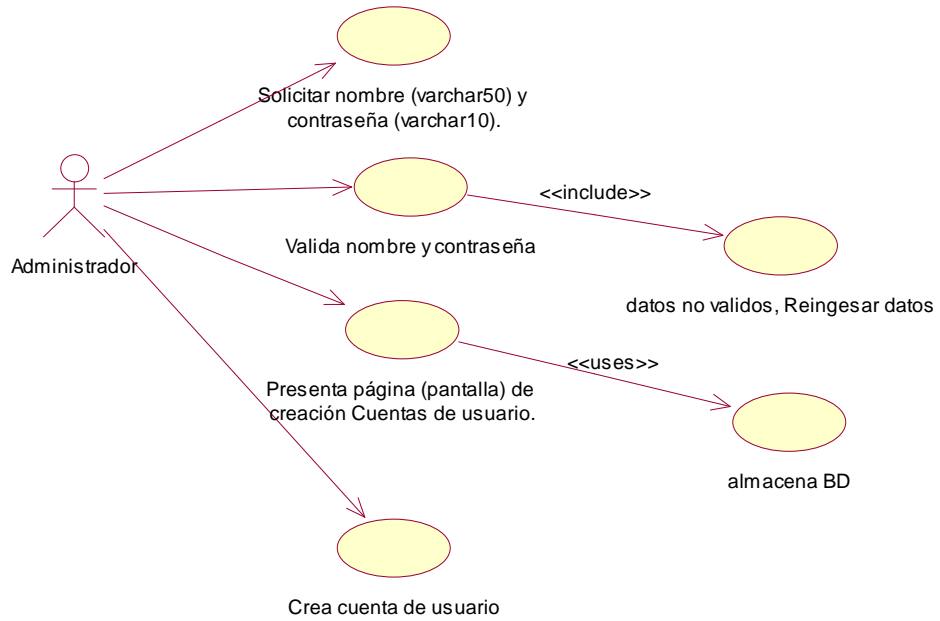 Solicitar nombre (varchar50) y
contraseña (varchar10).
<<include>>
Valida nombre y contraseña
Administrador
datos no validos, Reingesar datos
<<uses>>
Presenta página (pantalla) de
creación Cuentas de usuario.
almacena BD
Crea cuenta de usuario